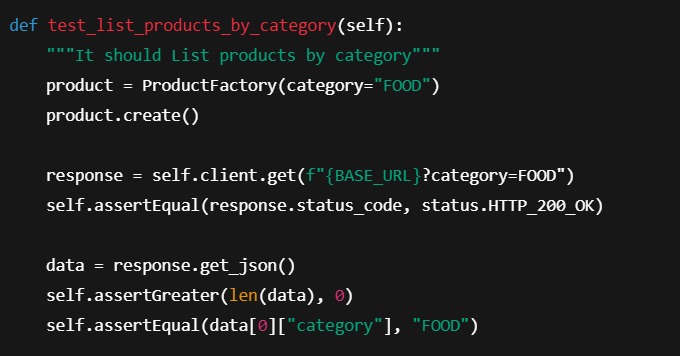 def test_list_products_by_category(self):
    """It should List products by category"""
    product = ProductFactory(category="FOOD")
    product.create()

    response = self.client.get(f"{BASE_URL}?category=FOOD")
    self.assertEqual(response.status_code, status.HTTP_200_OK)

    data = response.get_json()
    self.assertGreater(len(data), 0)
    self.assertEqual(data[0]["category"], "FOOD")